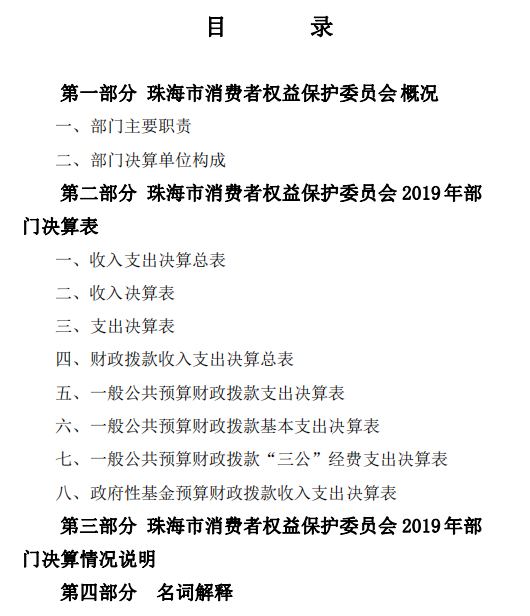 目 录
第一部分 珠海市消费者权益保护委员会 概况
一、部门主要职责
二、部门决算单位构成
第二部分 珠海市消费者权益保护委员会 2019 年部
门决算表
一、收入支出决算总表
二、收入决算表
三、支出决算表
四、财政拨款收入支出决算总表
五、一般公共预算财政拨款支出决算表
六、一般公共预算财政拨款基本支出决算表
七、一般公共预算财政拨款“三公”经费支出决算表
八、政府性基金预算财政拨款收入支出决算表
第三部分 珠海市消费者权益保护委员会 2019 年部
门决算情况说明
第四部分 名词解释